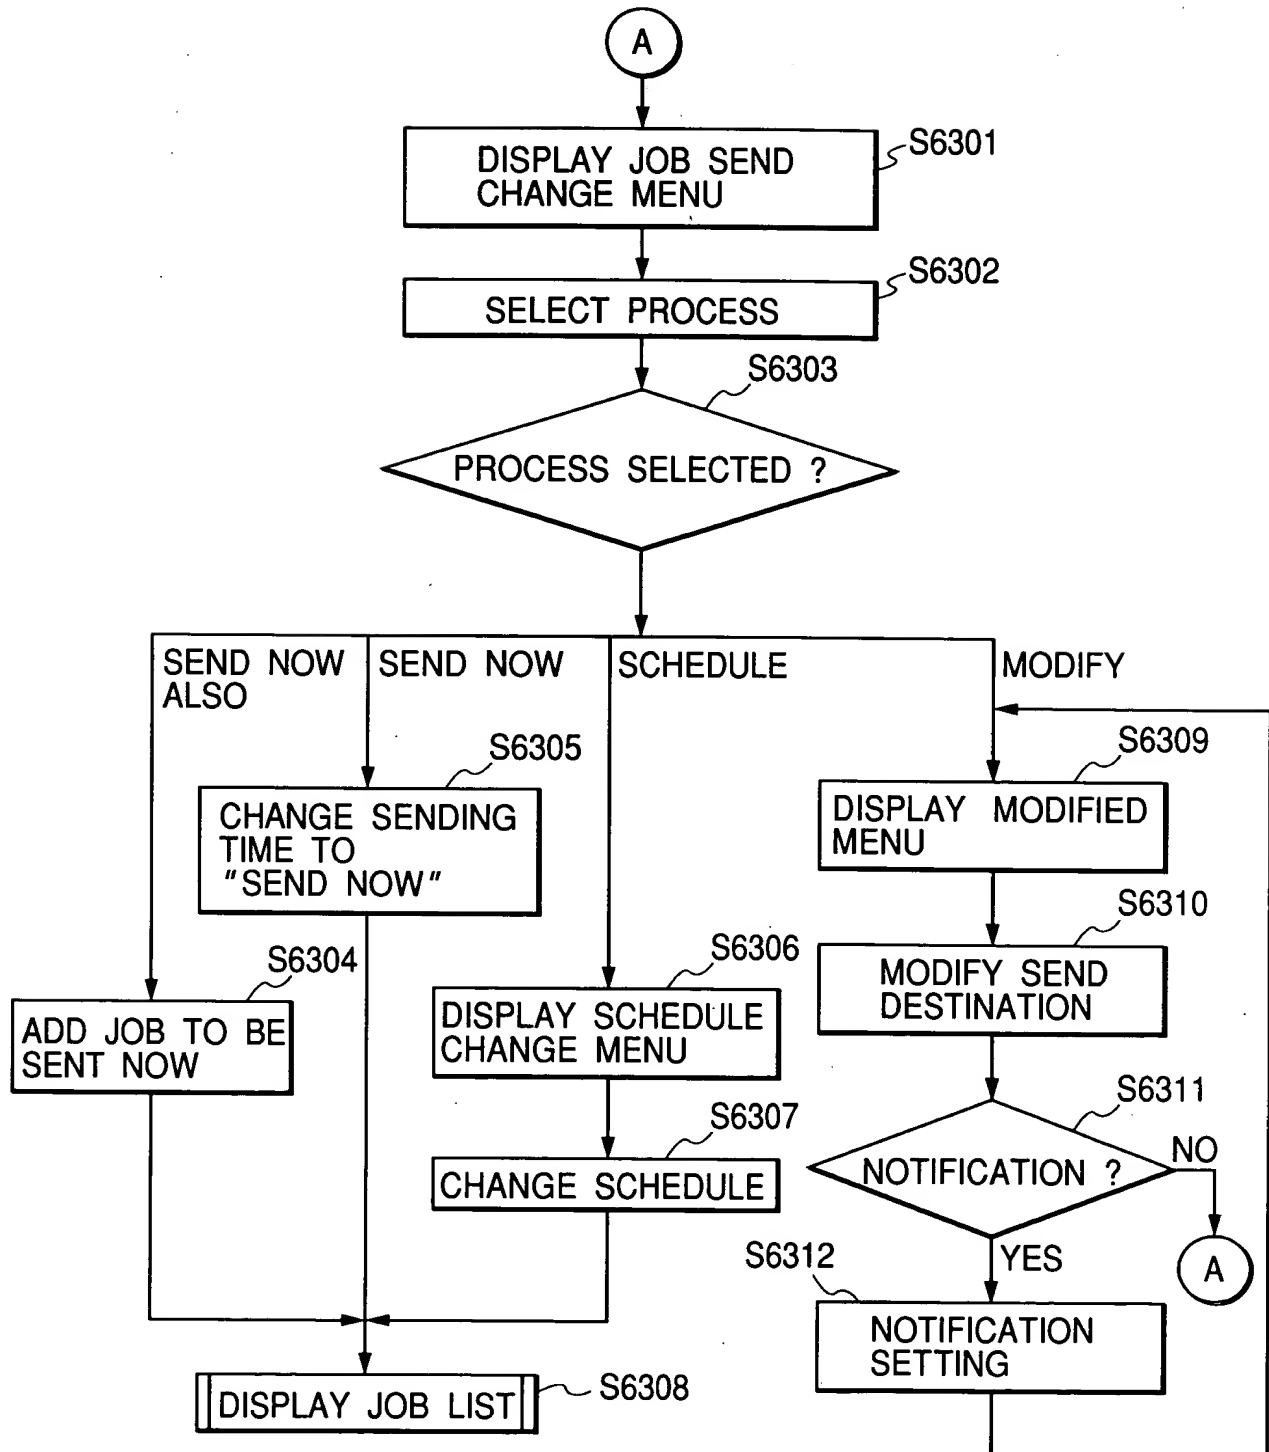 A
DISPLAY JOB SEND
CHANGE MENU
S6301
SELECT PROCESS
S6302
S6303
PROCESS SELECTED ?
SEND NOW
ALSO
SEND NOW
SCHEDULE
MODIFY
S6305
CHANGE SENDING
TIME TO
"SEND NOW"
S6309
DISPLAY MODIFIED
MENU
S6304
ADD JOB TO BE
SENT NOW
S6306
DISPLAY SCHEDULE
CHANGE MENU
S6310
MODIFY SEND
DESTINATION
S6307
CHANGE SCHEDULE
S6311
NOTIFICATION ?
NO
A
YES
S6312
NOTIFICATION
SETTING
DISPLAY JOB LIST
S6308